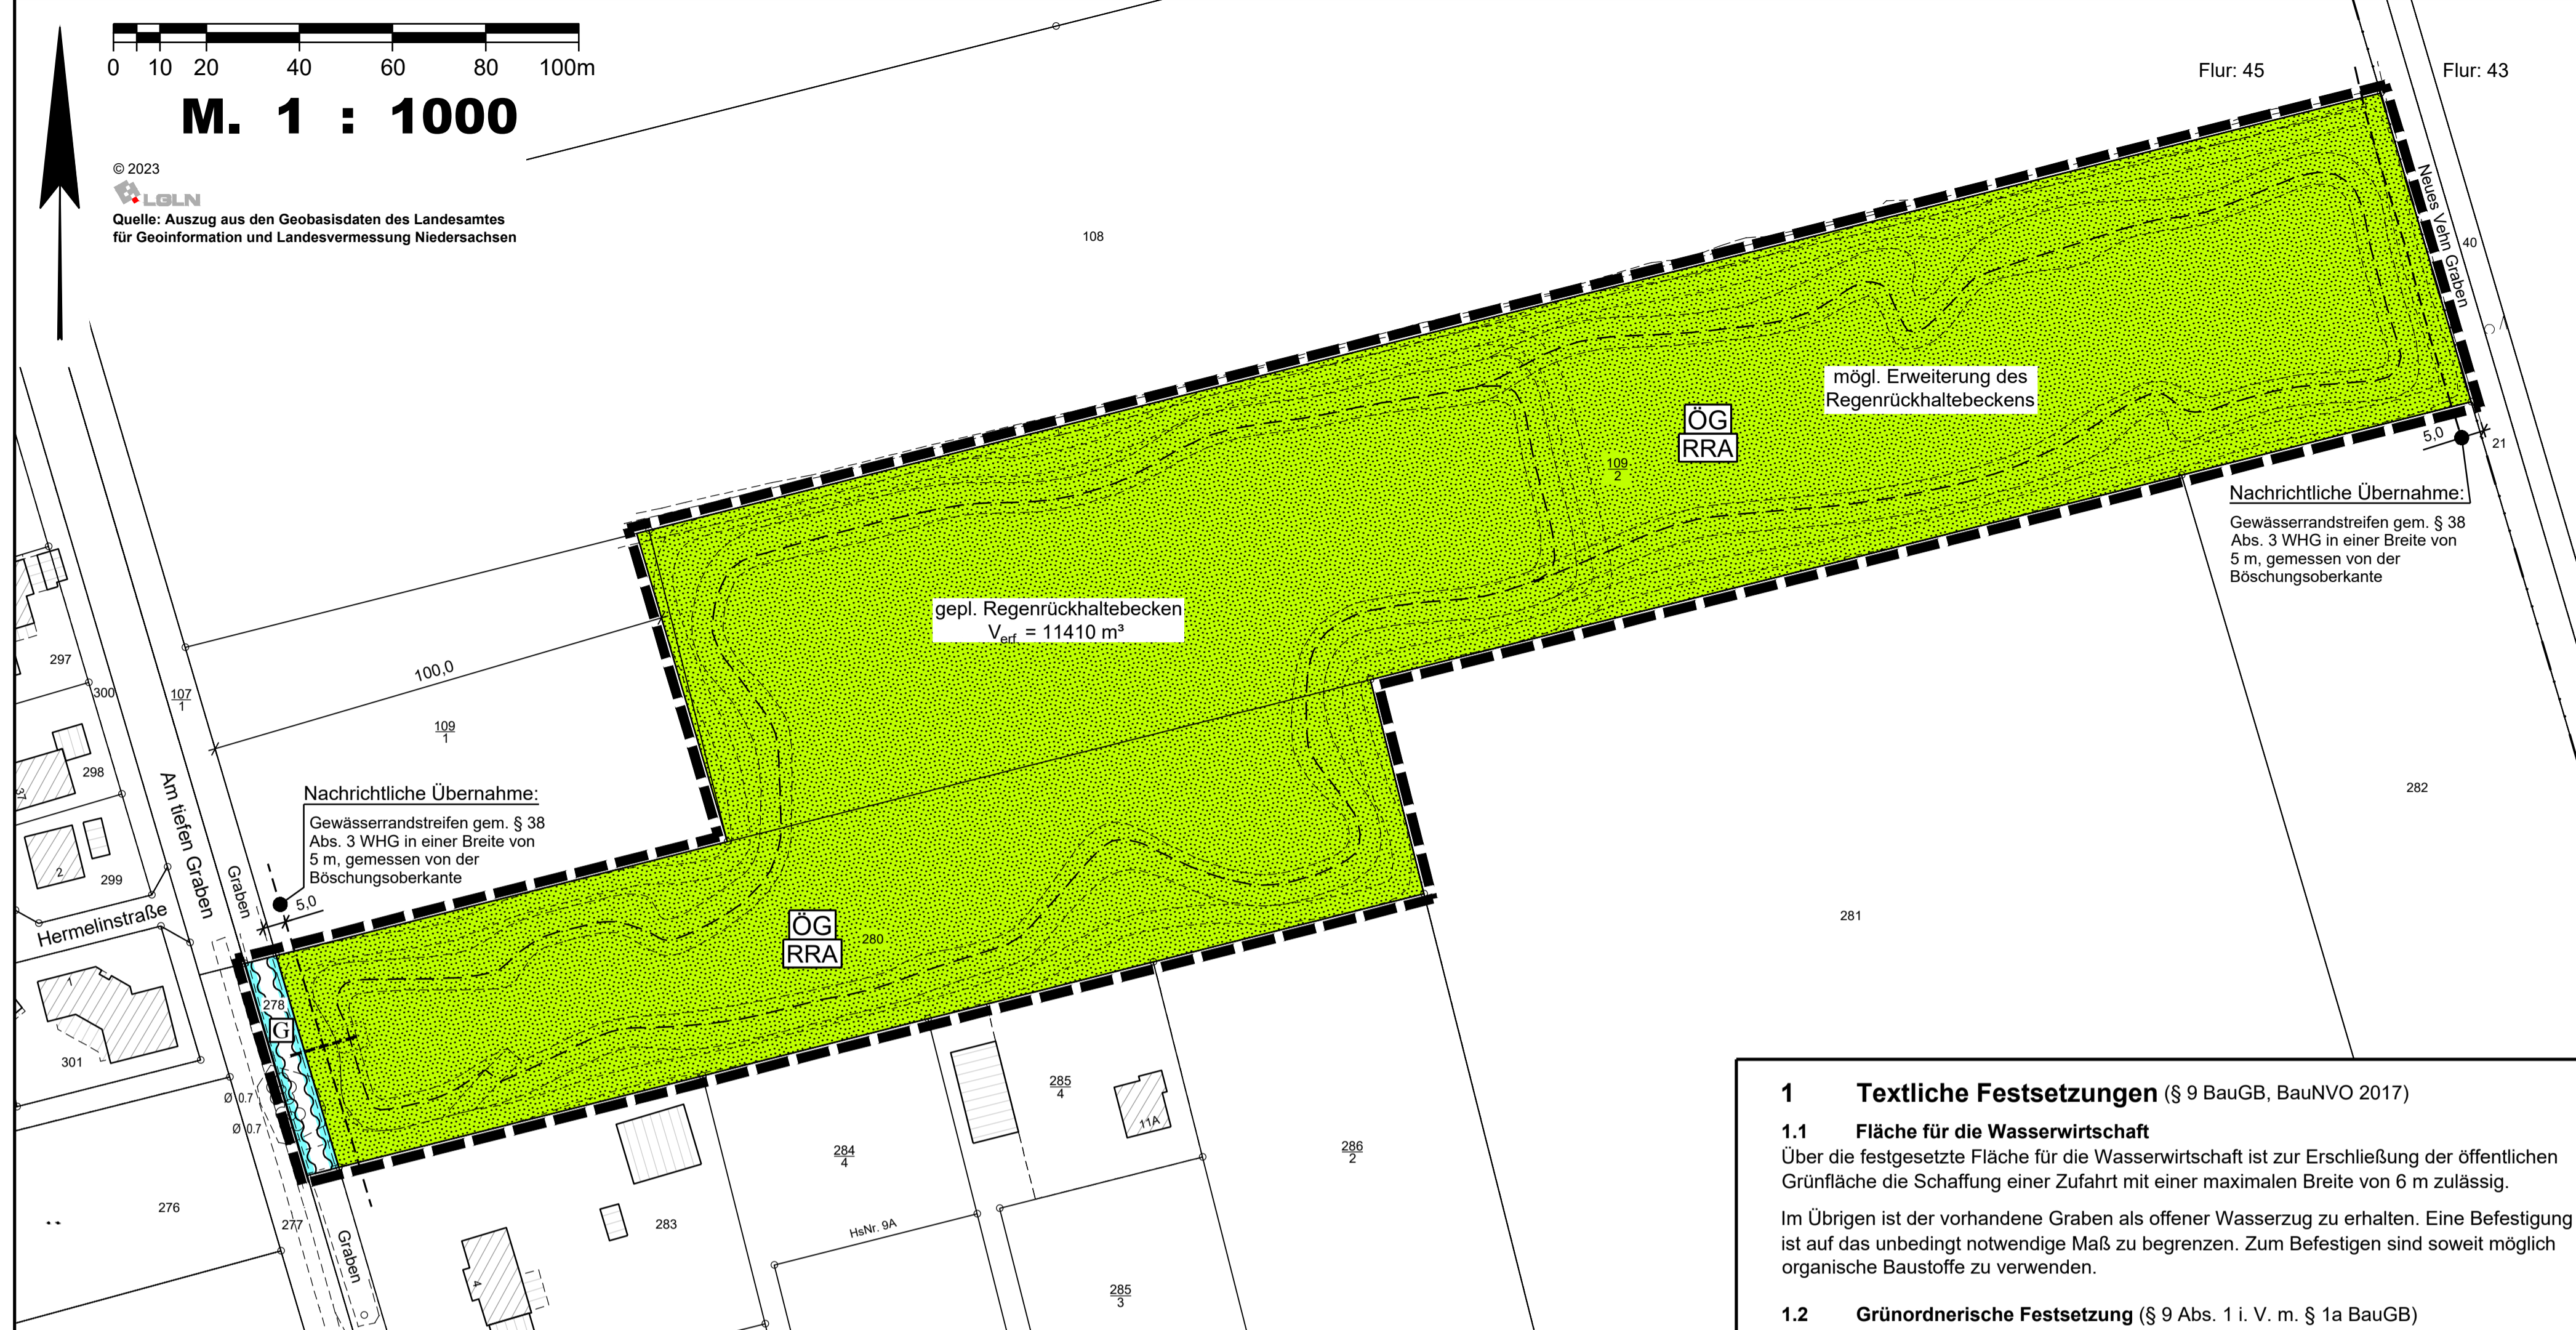 0 10 20 40 60 80 100m
M. 1 : 1000
© 2023
LGLN
Quelle: Auszug aus den Geobasisdaten des Landesamtes
für Geoinformation und Landesvermessung Niedersachsen
Flur: 45
Flur: 43
108
Neues Vehn Graben
40
mögl. Erweiterung des
Regenrückhaltebeckens
ÖG
RRA
109
2
5,0
21
Nachrichtliche Übernahme:
Gewässerrandstreifen gem. § 38
Abs. 3 WHG in einer Breite von
5 m, gemessen von der
Böschungsoberkante
gepl. Regenrückhaltebecken
Verf. = 11410 m³
100,0
297
300
107
1
109
1
298
37
2
299
Am tiefen Graben
Graben
Hermelinstraße
Nachrichtliche Übernahme:
Gewässerrandstreifen gem. § 38
Abs. 3 WHG in einer Breite von
5 m, gemessen von der
Böschungsoberkante
5,0
ÖG
RRA
280
278
G
1
301
Ø 0.7
Ø 0.7
276
277
Graben
4
283
284
4
HsNr. 9A
285
4
11A
285
3
286
2
281
282
1 Textliche Festsetzungen (§ 9 BauGB, BauNVO 2017)
1.1 Fläche für die Wasserwirtschaft
Über die festgesetzte Fläche für die Wasserwirtschaft ist zur Erschließung der öffentlichen
Grünfläche die Schaffung einer Zufahrt mit einer maximalen Breite von 6 m zulässig.
Im Übrigen ist der vorhandene Graben als offener Wasserzug zu erhalten. Eine Befestigung
ist auf das unbedingt notwendige Maß zu begrenzen. Zum Befestigen sind soweit möglich
organische Baustoffe zu verwenden.
1.2 Grünordnerische Festsetzung (§ 9 Abs. 1 i. V. m. § 1a BauGB)